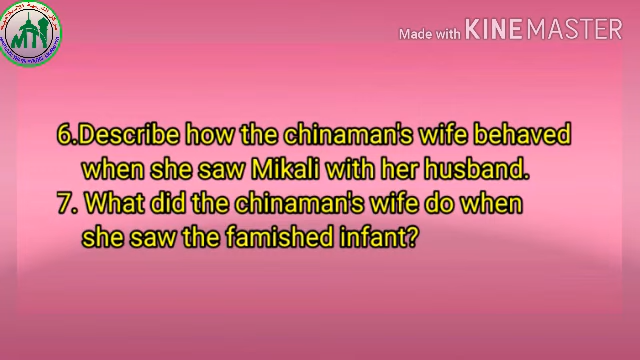 Made with KINEMASTER
6.Describe how the chinaman's wife behaved
when she saw Mikali with her husband.
7. What did the chinaman's wife do when
she saw the famished infant?